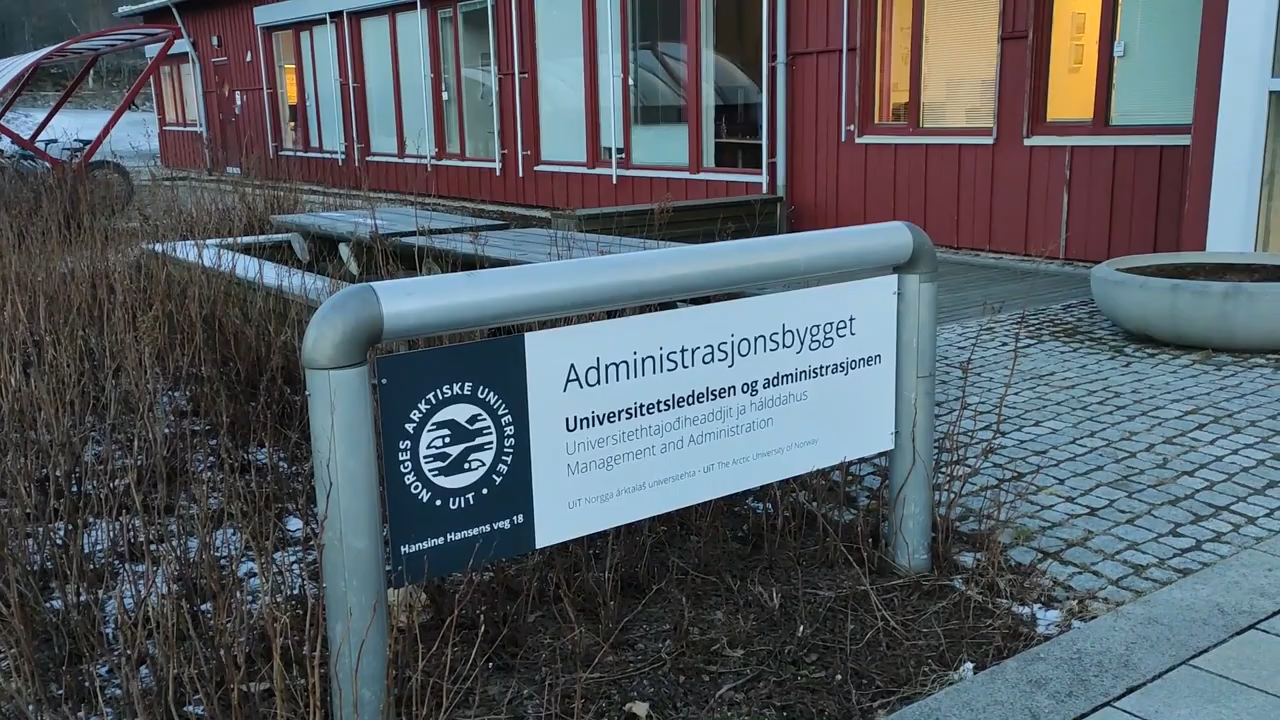 NORGES ARKTISKE UNIVERSITET
• UIT •
Hansine Hansens veg 18
Administrasjonsbygget
Universitetsledelsen og administrasjonen
Universitehtajođiheaddjit ja hálddahus
Management and Administration
UiT Norgga árktalaš universitehta - UiT The Arctic University of Norway